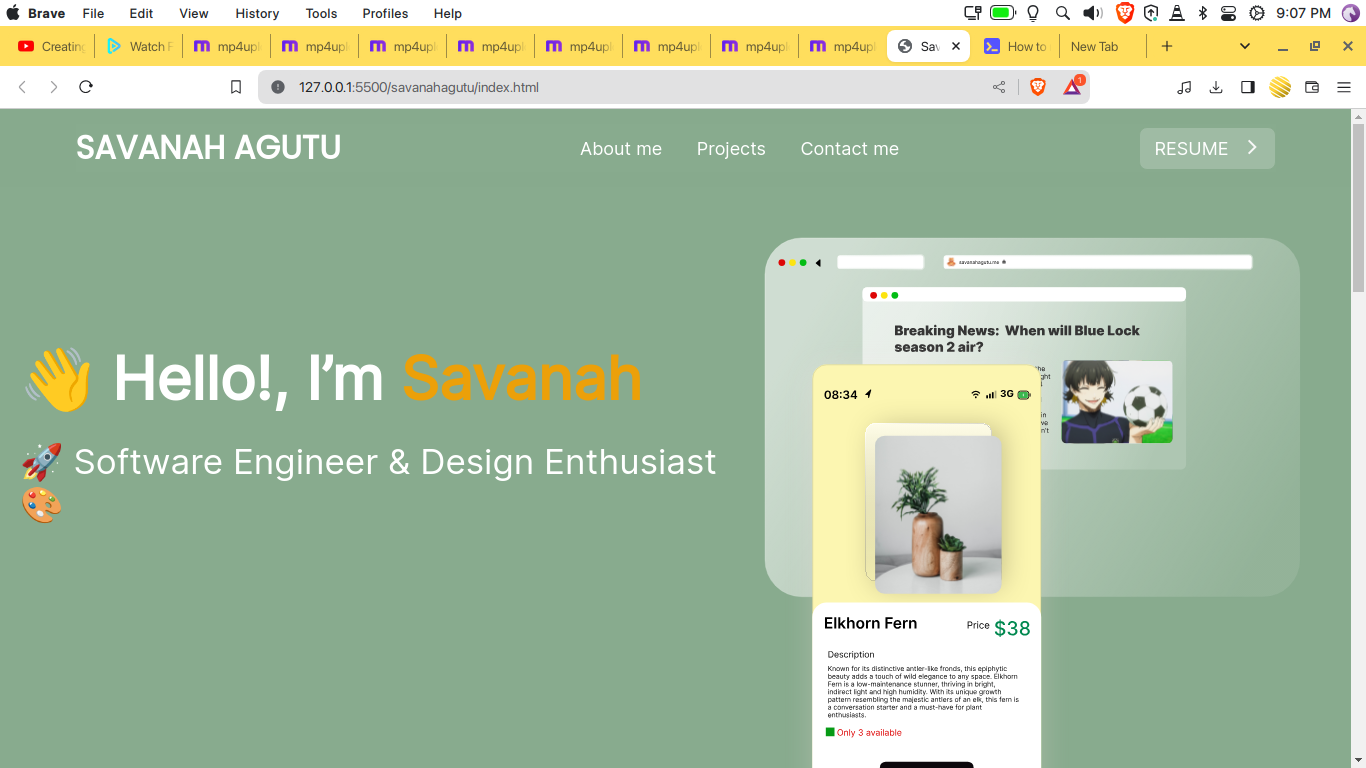 Brave File Edit View History Tools Profiles Help 9:07 PM
Creating Watch F mp4upl mp4upl mp4upl mp4upl mp4upl mp4upl mp4upl mp4upl Sav How to New Tab
127.0.0.1:5500/savanahagutu/index.html 1
SAVANAH AGUTU About me Projects Contact me RESUME
savanahagutu.me
Breaking News: When will Blue Lock
season 2 air?
👋 Hello!, I’m Savanah
🚀 Software Engineer & Design Enthusiast
🎨
08:34 3G
Elkhorn Fern Price $38
Description
Known for its distinctive antler-like fronds, this epiphytic
beauty adds a touch of wild elegance to any space. Elkhorn
Fern is a low-maintenance stunner, thriving in bright,
indirect light and high humidity. With its unique growth
pattern resembling the majestic antlers of an elk, this fern is
a conversation starter and a must-have for plant
enthusiasts.
Only 3 available